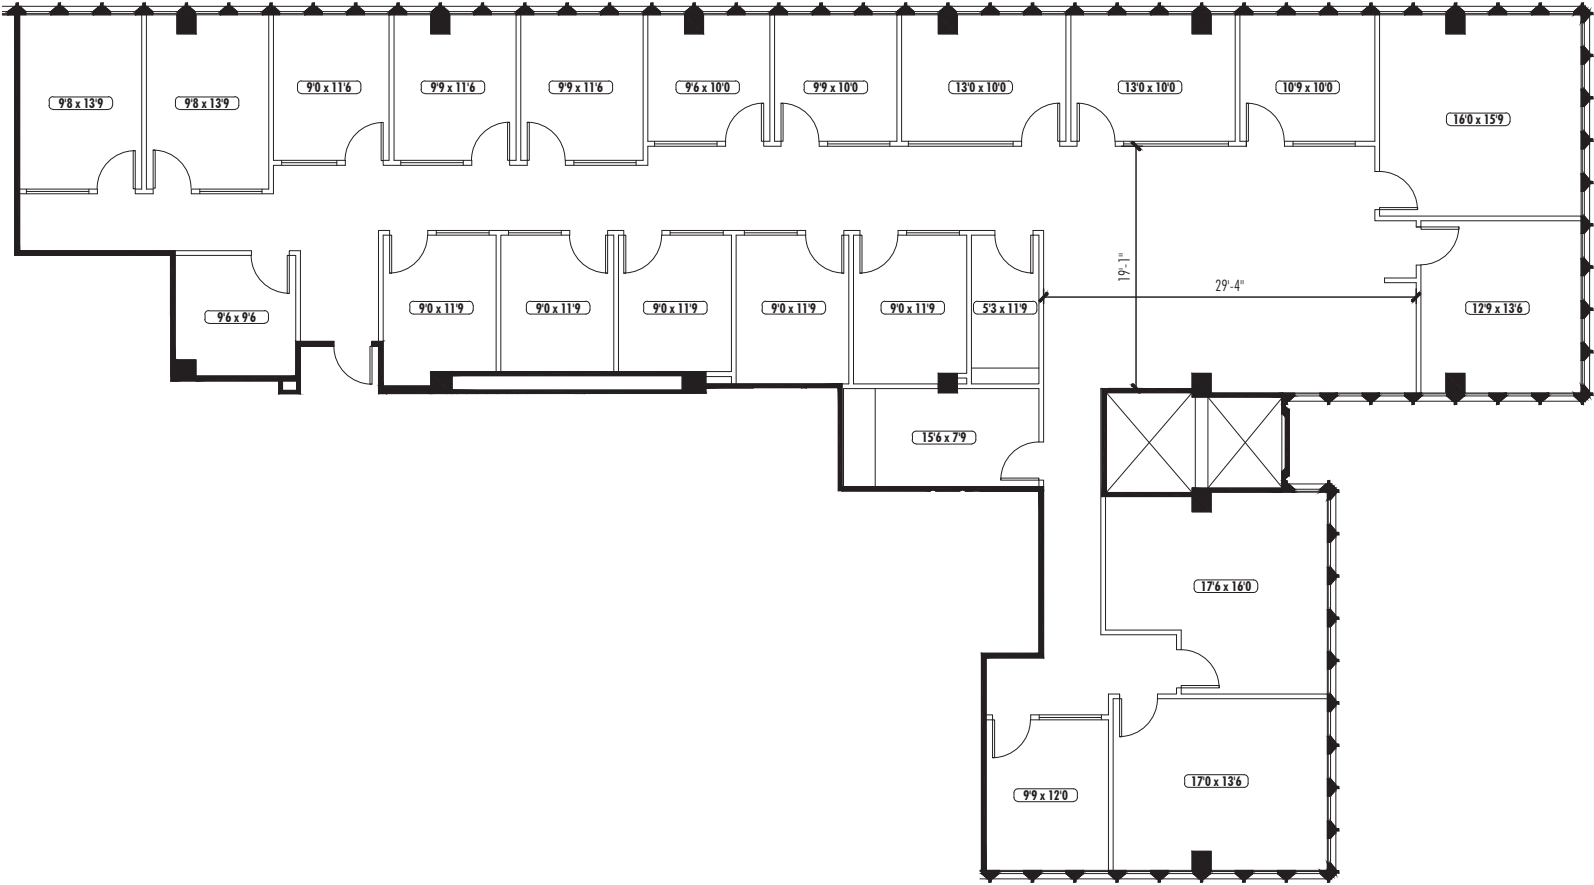 9'8 x 13'9
9'8 x 13'9
9'0 x 11'6
9'9 x 11'6
9'9 x 11'6
9'6 x 10'0
9'9 x 10'0
13'0 x 10'0
13'0 x 10'0
10'9 x 10'0
16'0 x 15'9
19'-1"
29'-4"
9'6 x 9'6
9'0 x 11'9
9'0 x 11'9
9'0 x 11'9
9'0 x 11'9
9'0 x 11'9
5'3 x 11'9
12'9 x 13'6
15'6 x 7'9
17'6 x 16'0
17'0 x 13'6
9'9 x 12'0